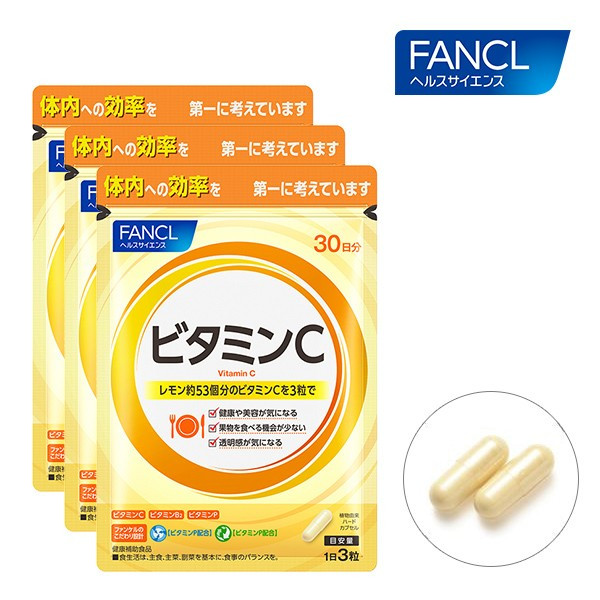 FANCL
ヘルスサイエンス
体内への効率を 第一に考えています
体内への効率を 第一に考えています
体内への効率を 第一に考えています
FANCL
ヘルスサイエンス
30日分
ビタミンC
Vitamin C
レモン約53個分のビタミンCを3粒で
健康や美容が気になる
果物を食べる機会が少ない
透明感が気になる
ビタミンC ビタミンB2 ビタミンP
ファンケルの
こだわり設計
【ビタミンP配合】 【ビタミンP配合】
植物由来
ハード
カプセル
目安量
1日3粒
健康補助食品
■食生活は、主食、主菜、副菜を基本に、食事のバランスを。